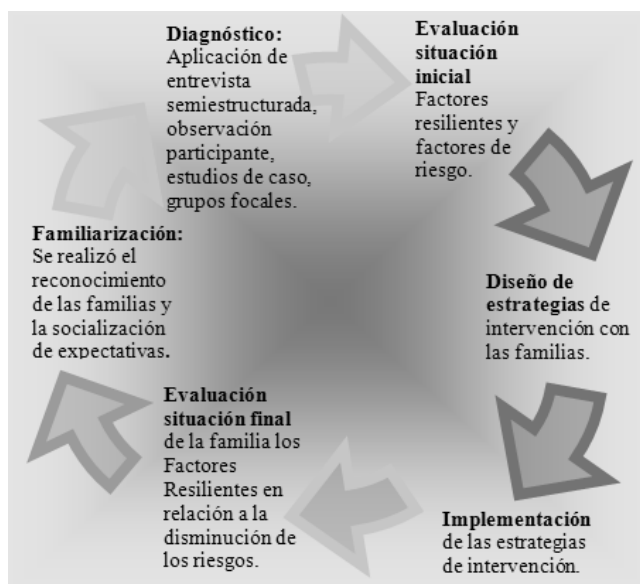 Diagnóstico:
Aplicación de
entrevista
semiestructurada,
observación
participante,
estudios de caso,
grupos focales.
Evaluación
situación
inicial
Factores
resilientes y
factores de
riesgo.
Diseño de
estrategias de
intervención con
las familias.
Implementación
de las estrategias
de intervención.
Evaluación
situación final
de la familia los
Factores
Resilientes en
relación a la
disminución de
los riesgos.
Familiarización:
Se realizó el
reconocimiento
de las familias y
la socialización
de expectativas.